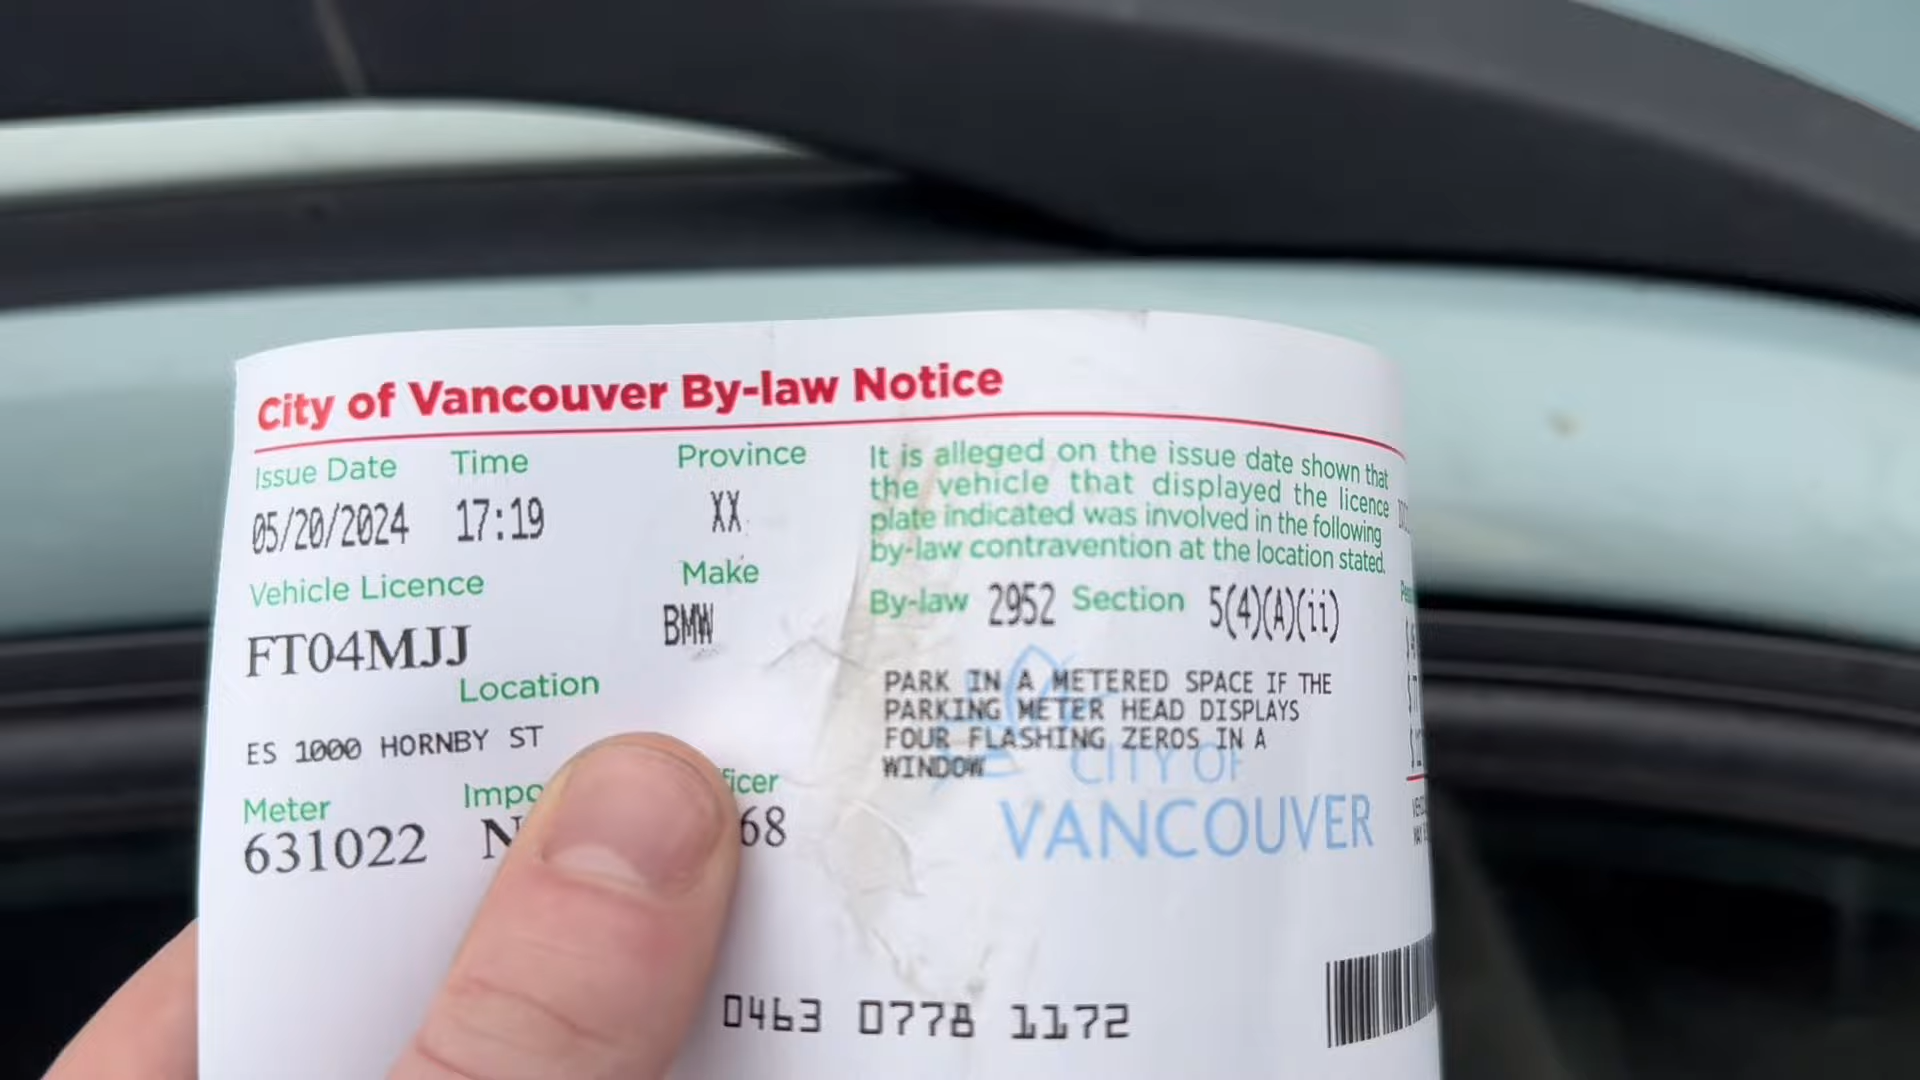 City of Vancouver By-law Notice
Issue Date Time Province
05/20/2024 17:19 XX
Vehicle Licence Make
FT04MJJ BMW
Location
ES 1000 HORNBY ST
Meter
631022 68
It is alleged on the issue date shown that
the vehicle that displayed the licence
plate indicated was involved in the following
by-law contravention at the location stated.
By-law 2952 Section 5(4)(A)(ii)
PARK IN A METERED SPACE IF THE
PARKING METER HEAD DISPLAYS
FOUR FLASHING ZEROS IN A
WINDOW
CITY OF
VANCOUVER
0463 0778 1172